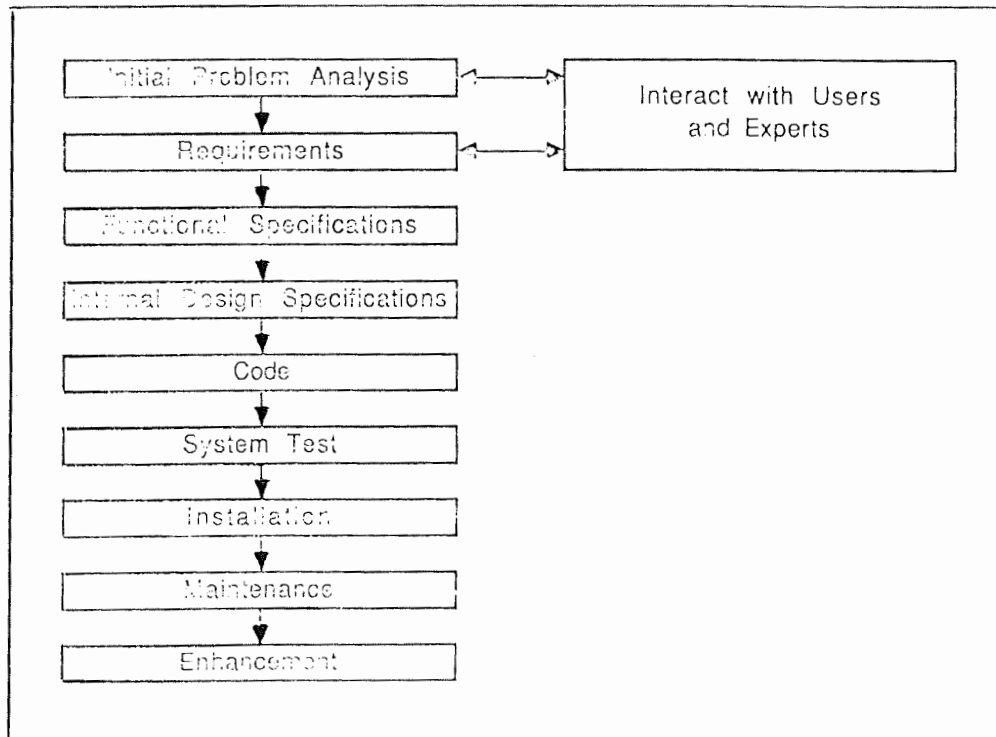 Initial Problem Analysis
Interact with Users
and Experts
Requirements
Functional Specifications
Internal Design Specifications
Code
System Test
Installation
Maintenance
Enhancement